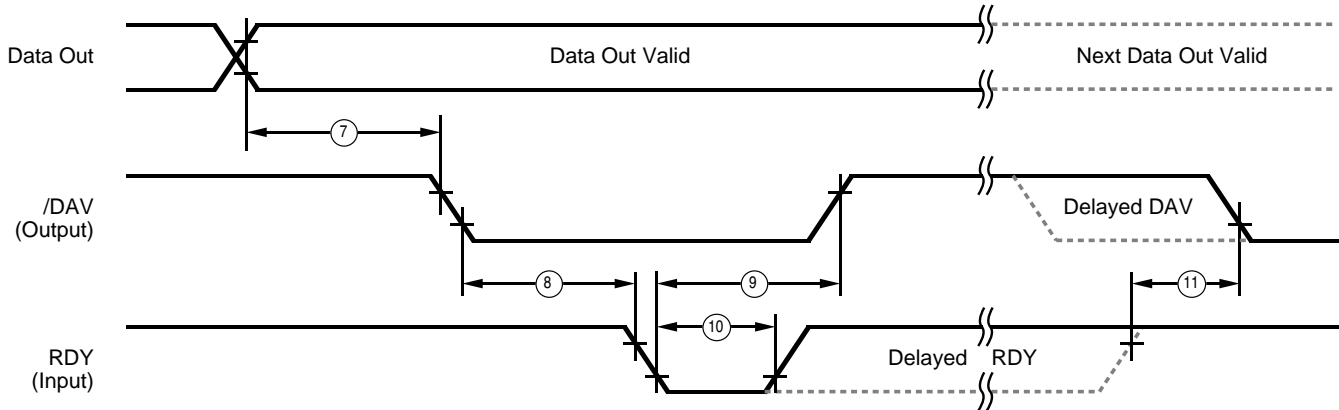 Data Out
Data Out Valid
Next Data Out Valid
7
/DAV
(Output)
Delayed DAV
8
9
11
10
RDY
(Input)
Delayed RDY